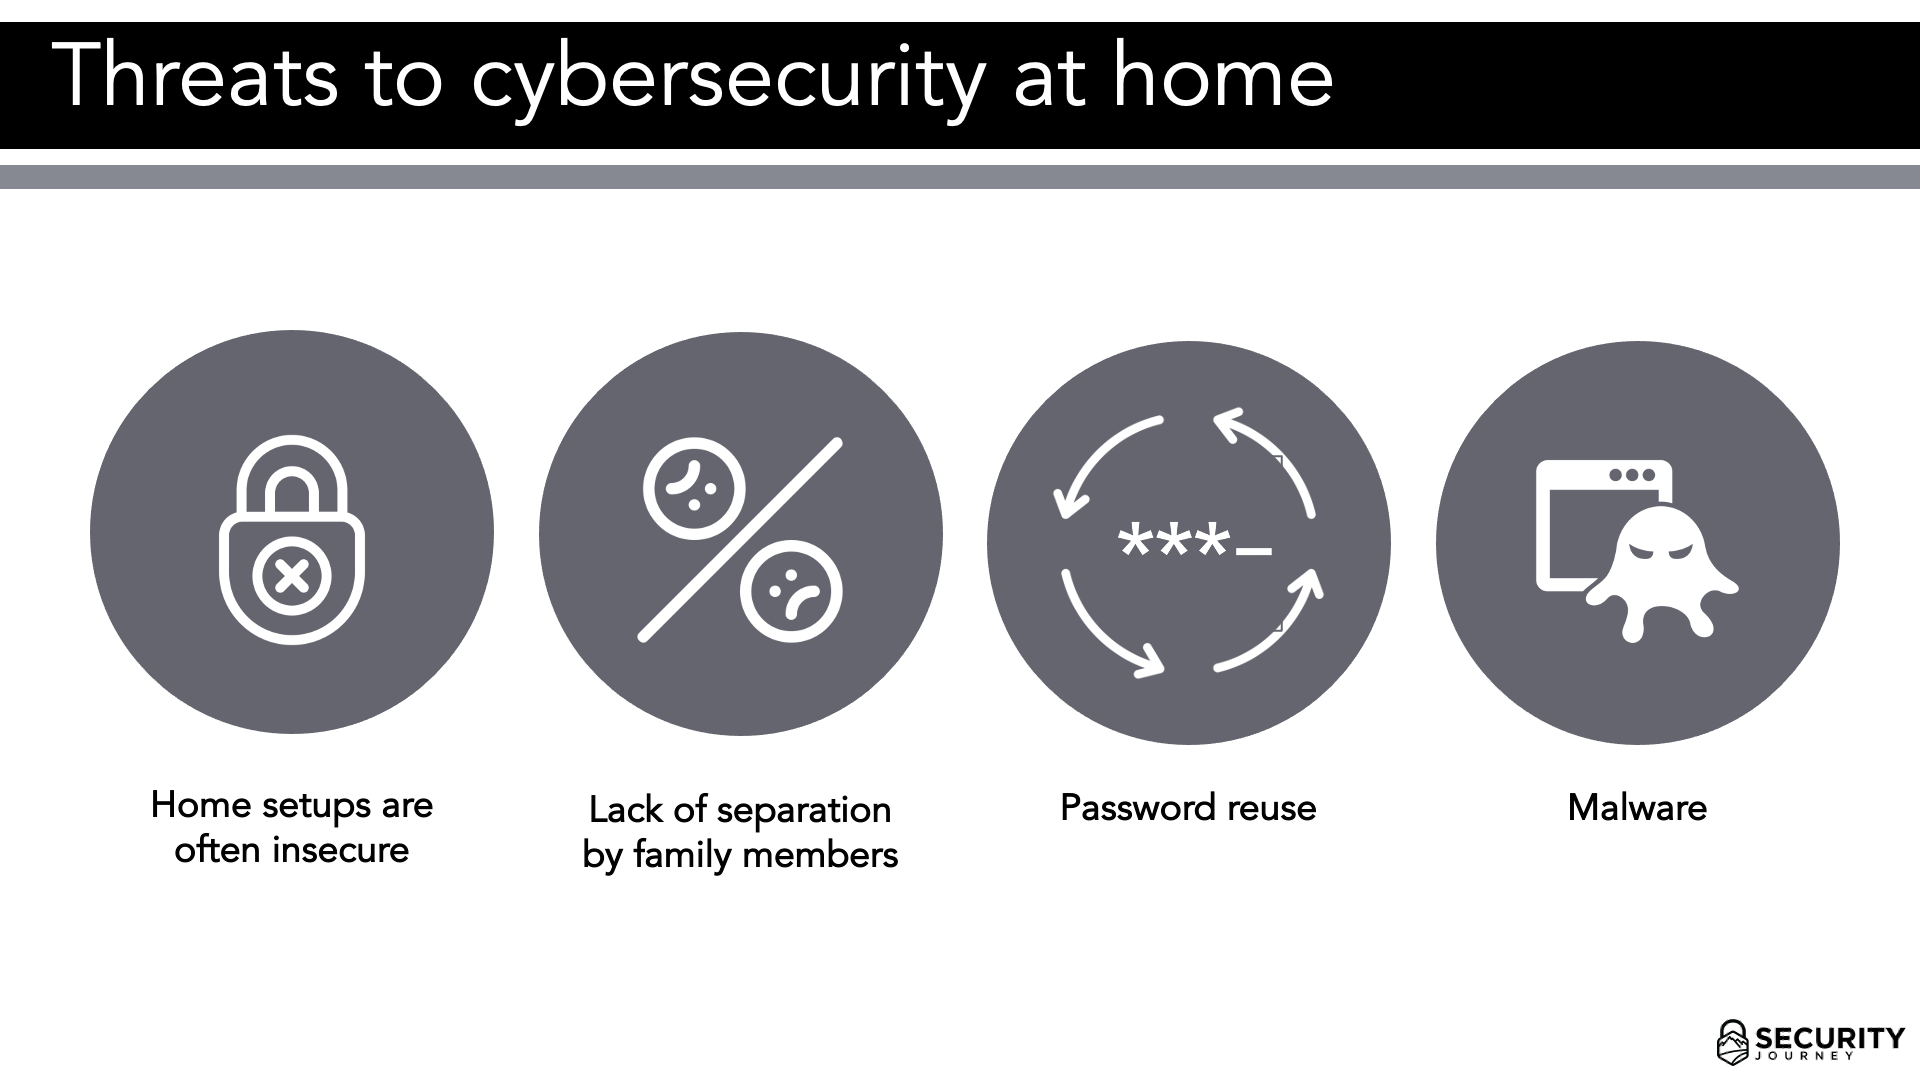 Threats to cybersecurity at home
***_
Home setups are
often insecure
Lack of separation
by family members
Password reuse
Malware
SECURITY
JOURNEY